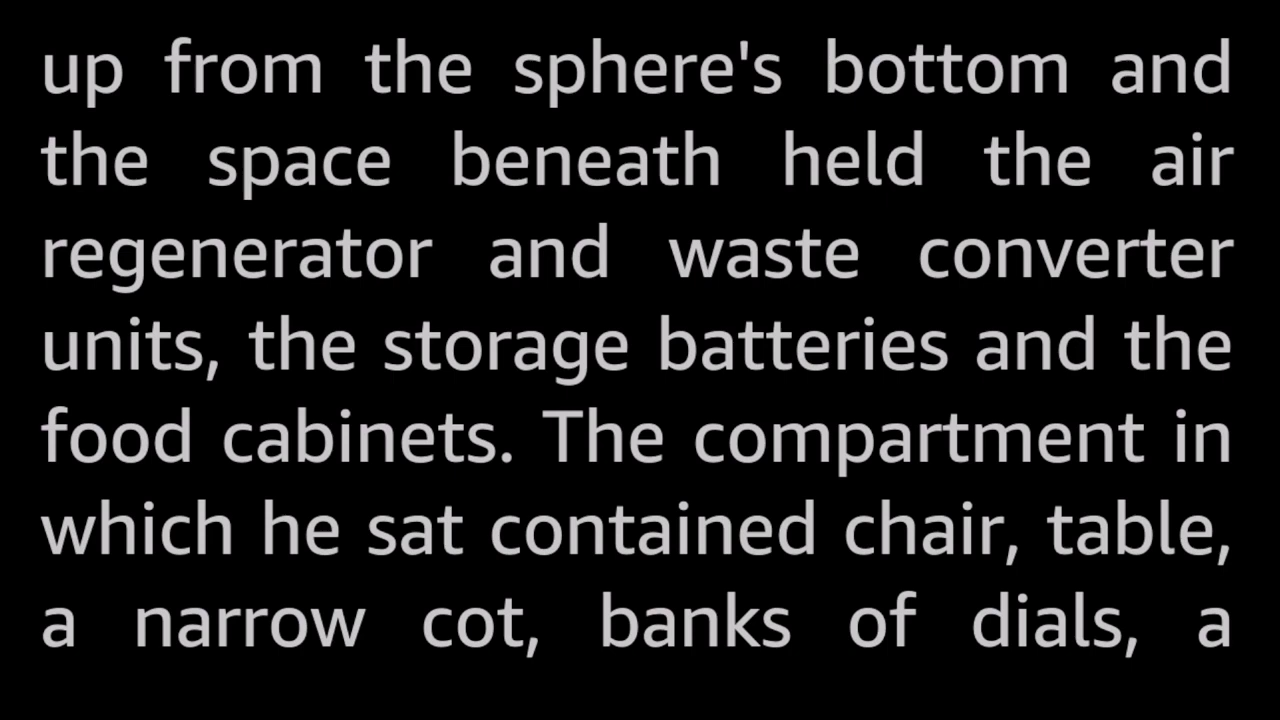 up from the sphere's bottom and
the space beneath held the air
regenerator and waste converter
units, the storage batteries and the
food cabinets. The compartment in
which he sat contained chair, table,
a narrow cot, banks of dials, a